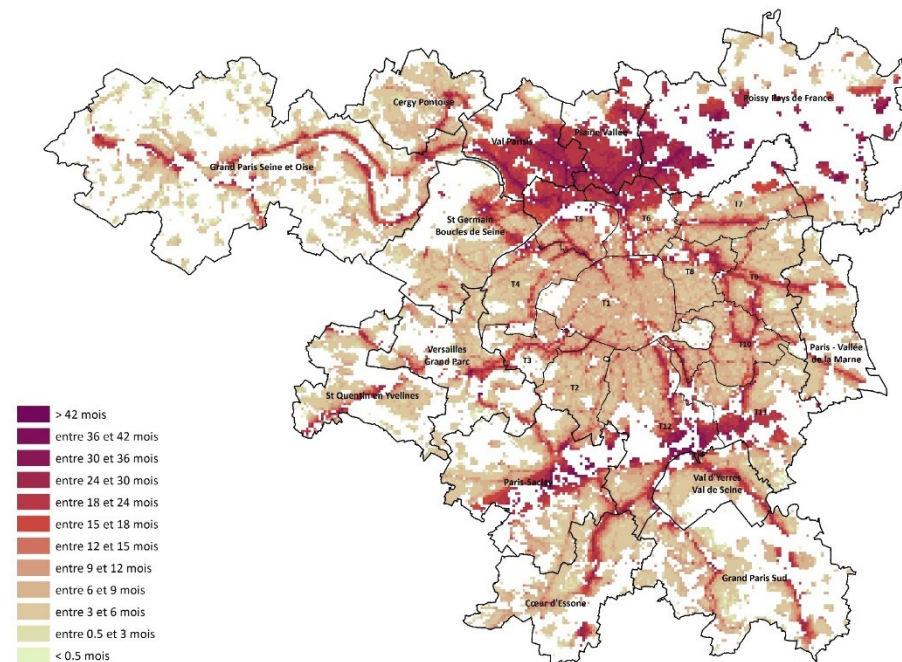 Cergy Pontoise
Roissy Pays de France
Val Parisis
Plaine Vallée
Grand Paris Seine et Oise
St Germain
Boucles de Seine
T5
T6
T7
T8
T9
T4
T1
T10
Paris - Vallée
de la Marne
Versailles
Grand Parc
T3
T2
St Quentin en Yvelines
T11
T12
Paris-Saclay
Val d'Yerres
Val de Seine
Grand Paris Sud
Cœur d'Essone
> 42 mois
entre 36 et 42 mois
entre 30 et 36 mois
entre 24 et 30 mois
entre 18 et 24 mois
entre 15 et 18 mois
entre 12 et 15 mois
entre 9 et 12 mois
entre 6 et 9 mois
entre 3 et 6 mois
entre 0.5 et 3 mois
< 0.5 mois